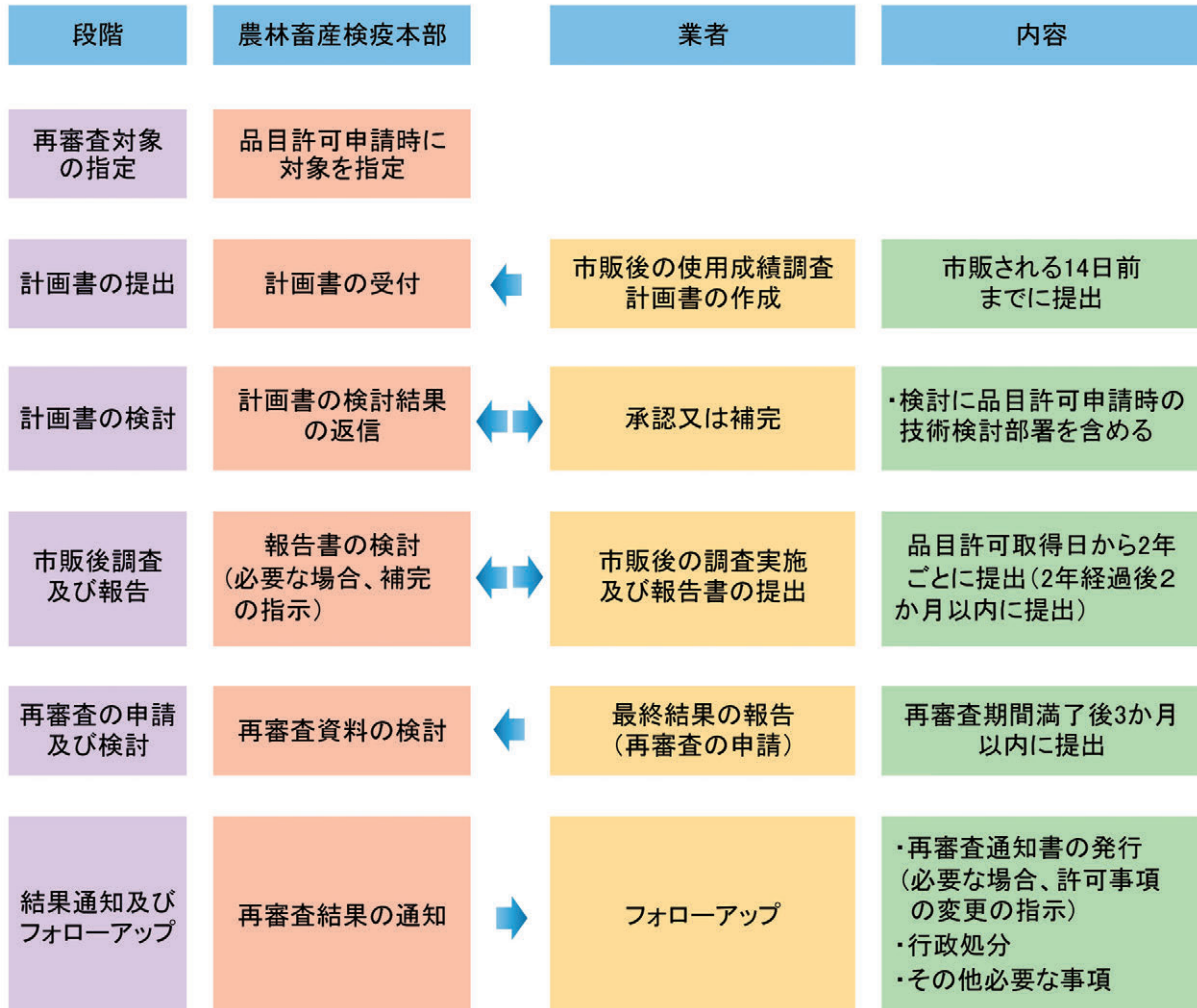 段階
農林畜産検疫本部
業者
内容
再審査対象
の指定
品目許可申請時に
対象を指定
計画書の提出
計画書の受付
市販後の使用成績調査
計画書の作成
市販される14日前
までに提出
計画書の検討
計画書の検討結果
の返信
承認又は補完
・検討に品目許可申請時の
技術検討部署を含める
市販後調査
及び報告
報告書の検討
(必要な場合、補完
の指示)
市販後の調査実施
及び報告書の提出
品目許可取得日から2年
ごとに提出(2年経過後２
か月以内に提出)
再審査の申請
及び検討
再審査資料の検討
最終結果の報告
(再審査の申請)
再審査期間満了後3か月
以内に提出
結果通知及び
フォローアップ
再審査結果の通知
フォローアップ
・再審査通知書の発行
(必要な場合、許可事項
の変更の指示)
・行政処分
・その他必要な事項